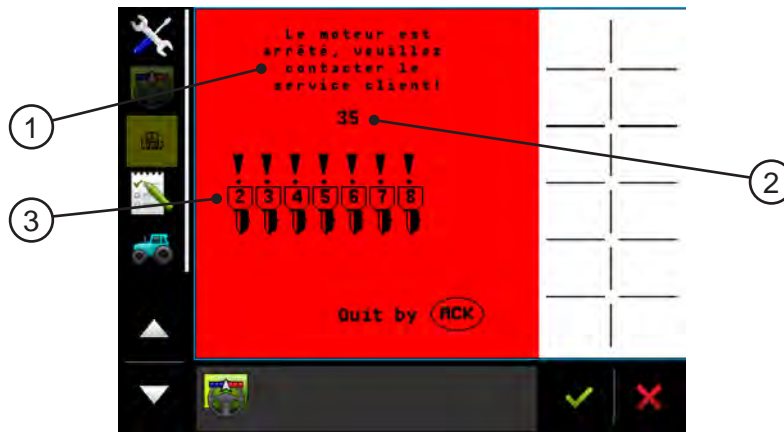 Le moteur est
arrêté, veuillez
contacter le
service client!
35
2 3 4 5 6 7 8
Quit by ACK
1
2
3